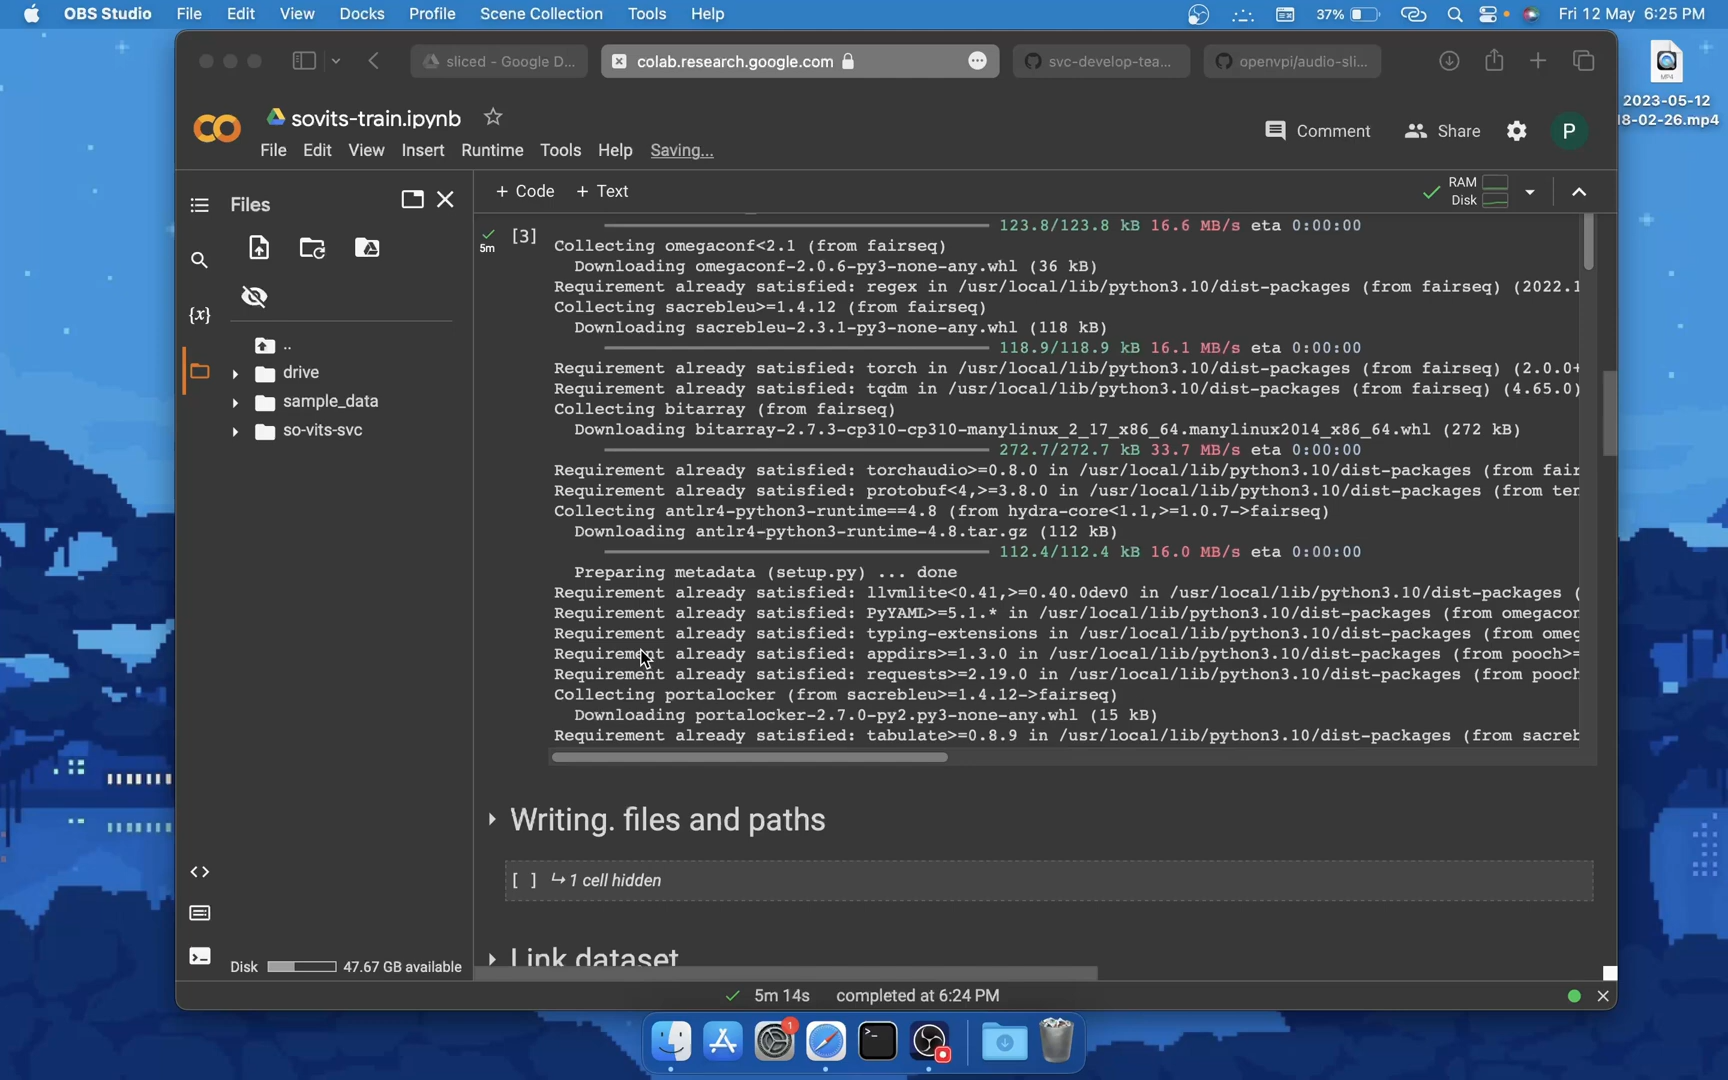 OBS Studio File Edit View Docks Profile Scene Collection Tools Help 37% Fri 12 May 6:25 PM
sliced - Google D... colab.research.google.com svc-develop-tea... openvpi/audio-sli...
MP4
2023-05-12
18-02-26.mp4
sovits-train.ipynb
File Edit View Insert Runtime Tools Help Saving...
Comment Share P
Files
+ Code + Text
RAM
Disk
{x}
..
drive
sample_data
so-vits-svc
5m
[3]
123.8/123.8 kB 16.6 MB/s eta 0:00:00
Collecting omegaconf<2.1 (from fairseq)
Downloading omegaconf-2.0.6-py3-none-any.whl (36 kB)
Requirement already satisfied: regex in /usr/local/lib/python3.10/dist-packages (from fairseq) (2022.1
Collecting sacrebleu>=1.4.12 (from fairseq)
Downloading sacrebleu-2.3.1-py3-none-any.whl (118 kB)
118.9/118.9 kB 16.1 MB/s eta 0:00:00
Requirement already satisfied: torch in /usr/local/lib/python3.10/dist-packages (from fairseq) (2.0.0+
Requirement already satisfied: tqdm in /usr/local/lib/python3.10/dist-packages (from fairseq) (4.65.0)
Collecting bitarray (from fairseq)
Downloading bitarray-2.7.3-cp310-cp310-manylinux_2_17_x86_64.manylinux2014_x86_64.whl (272 kB)
272.7/272.7 kB 33.7 MB/s eta 0:00:00
Requirement already satisfied: torchaudio>=0.8.0 in /usr/local/lib/python3.10/dist-packages (from fair
Requirement already satisfied: protobuf<4,>=3.8.0 in /usr/local/lib/python3.10/dist-packages (from ten
Collecting antlr4-python3-runtime==4.8 (from hydra-core<1.1,>=1.0.7->fairseq)
Downloading antlr4-python3-runtime-4.8.tar.gz (112 kB)
112.4/112.4 kB 16.0 MB/s eta 0:00:00
Preparing metadata (setup.py) ... done
Requirement already satisfied: llvmlite<0.41,>=0.40.0dev0 in /usr/local/lib/python3.10/dist-packages (
Requirement already satisfied: PyYAML>=5.1.* in /usr/local/lib/python3.10/dist-packages (from omegacon
Requirement already satisfied: typing-extensions in /usr/local/lib/python3.10/dist-packages (from omeg
Requirement already satisfied: appdirs>=1.3.0 in /usr/local/lib/python3.10/dist-packages (from pooch>=
Requirement already satisfied: requests>=2.19.0 in /usr/local/lib/python3.10/dist-packages (from pooch
Collecting portalocker (from sacrebleu>=1.4.12->fairseq)
Downloading portalocker-2.7.0-py2.py3-none-any.whl (15 kB)
Requirement already satisfied: tabulate>=0.8.9 in /usr/local/lib/python3.10/dist-packages (from sacreb
Writing. files and paths
[ ] ↳ 1 cell hidden
Link dataset
Disk 47.67 GB available
5m 14s completed at 6:24 PM
1